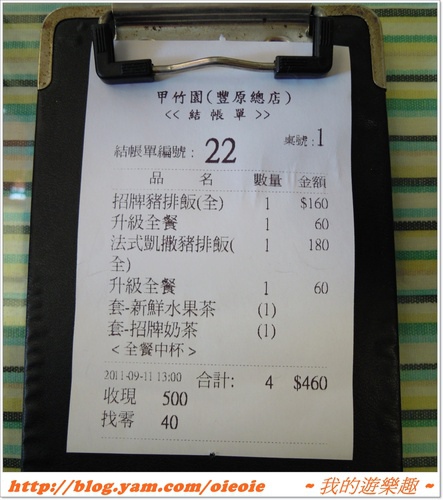 甲竹園(豐原總店)
<< 結帳單 >>
結帳單編號: 22 桌號:1
品 名 數量 金額
招牌豬排飯(全) 1 $160
升級全餐 1 60
法式凱撒豬排飯( 1 180
全)
升級全餐 1 60
套-新鮮水果茶 (1)
套-招牌奶茶 (1)
<全餐中杯>
2011-09-11 13:00 合計: 4 $460
收現 500
找零 40
http://blog.yam.com/oieoie ~ 我的遊樂趣 ~